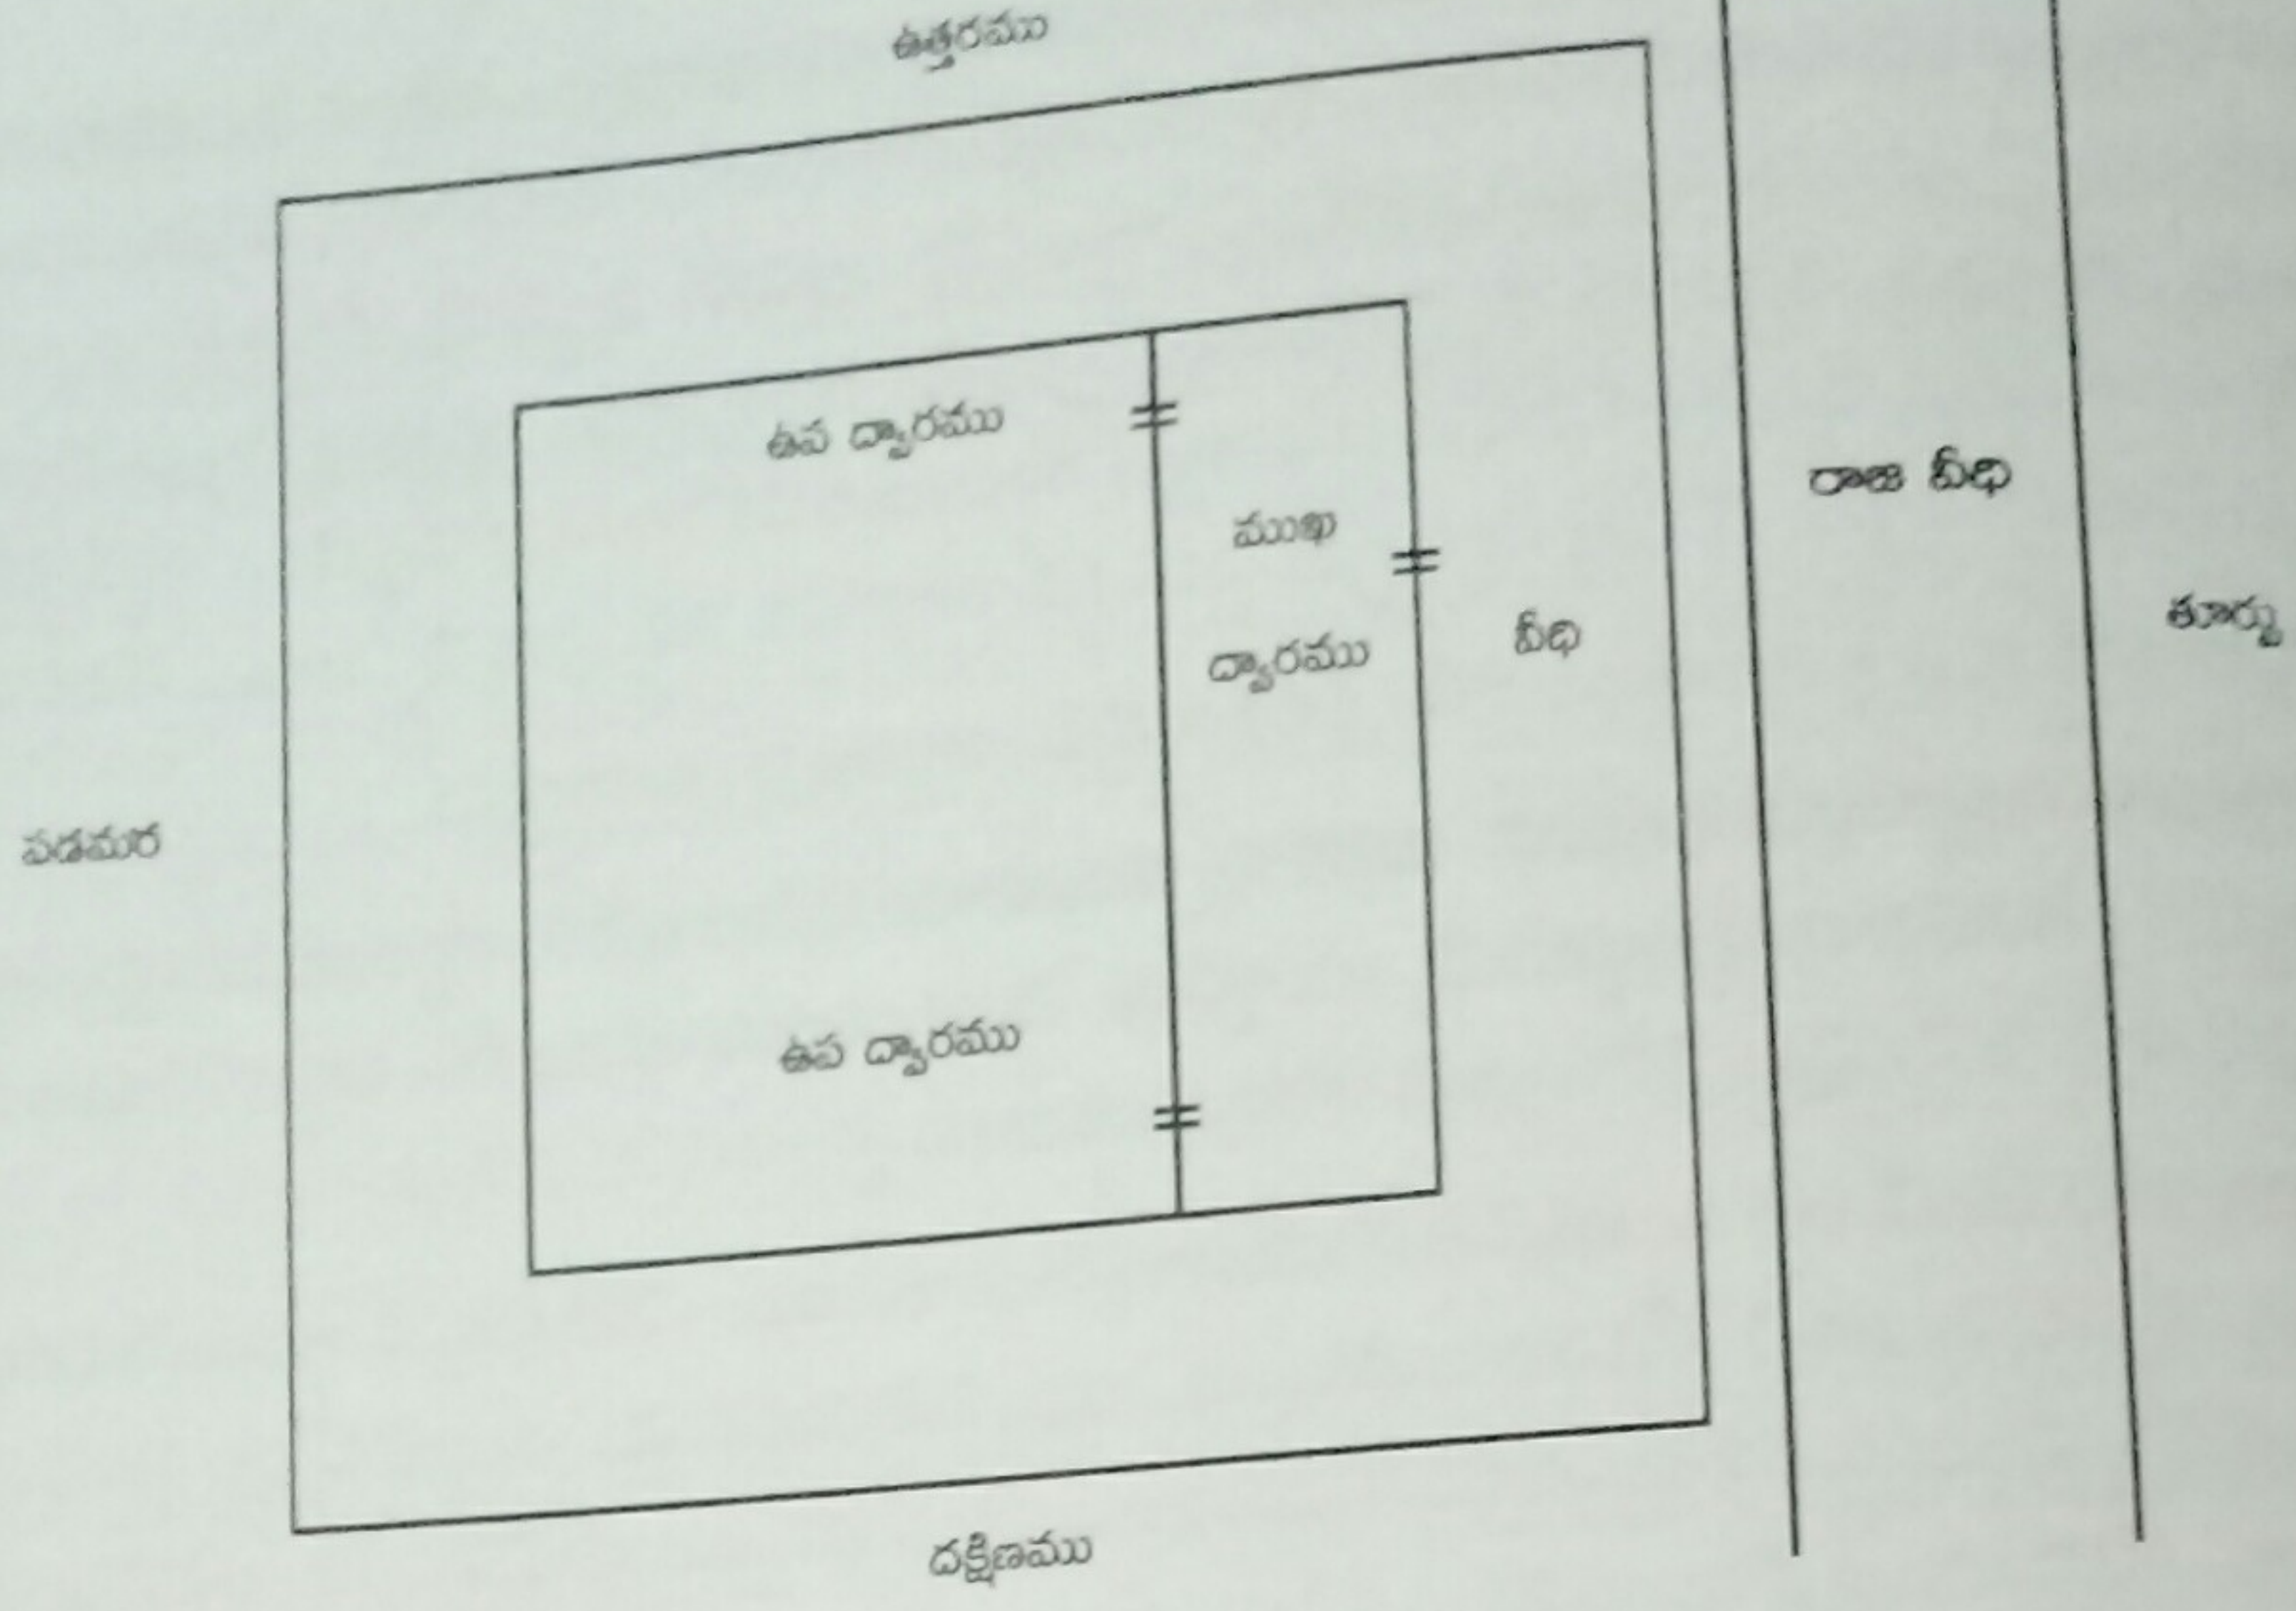 ఉత్తరము
ఉప ద్వారము
ముఖ
ద్వారము
వీధి
రాజ వీధి
తూర్పు
పడమర
ఉప ద్వారము
దక్షిణము